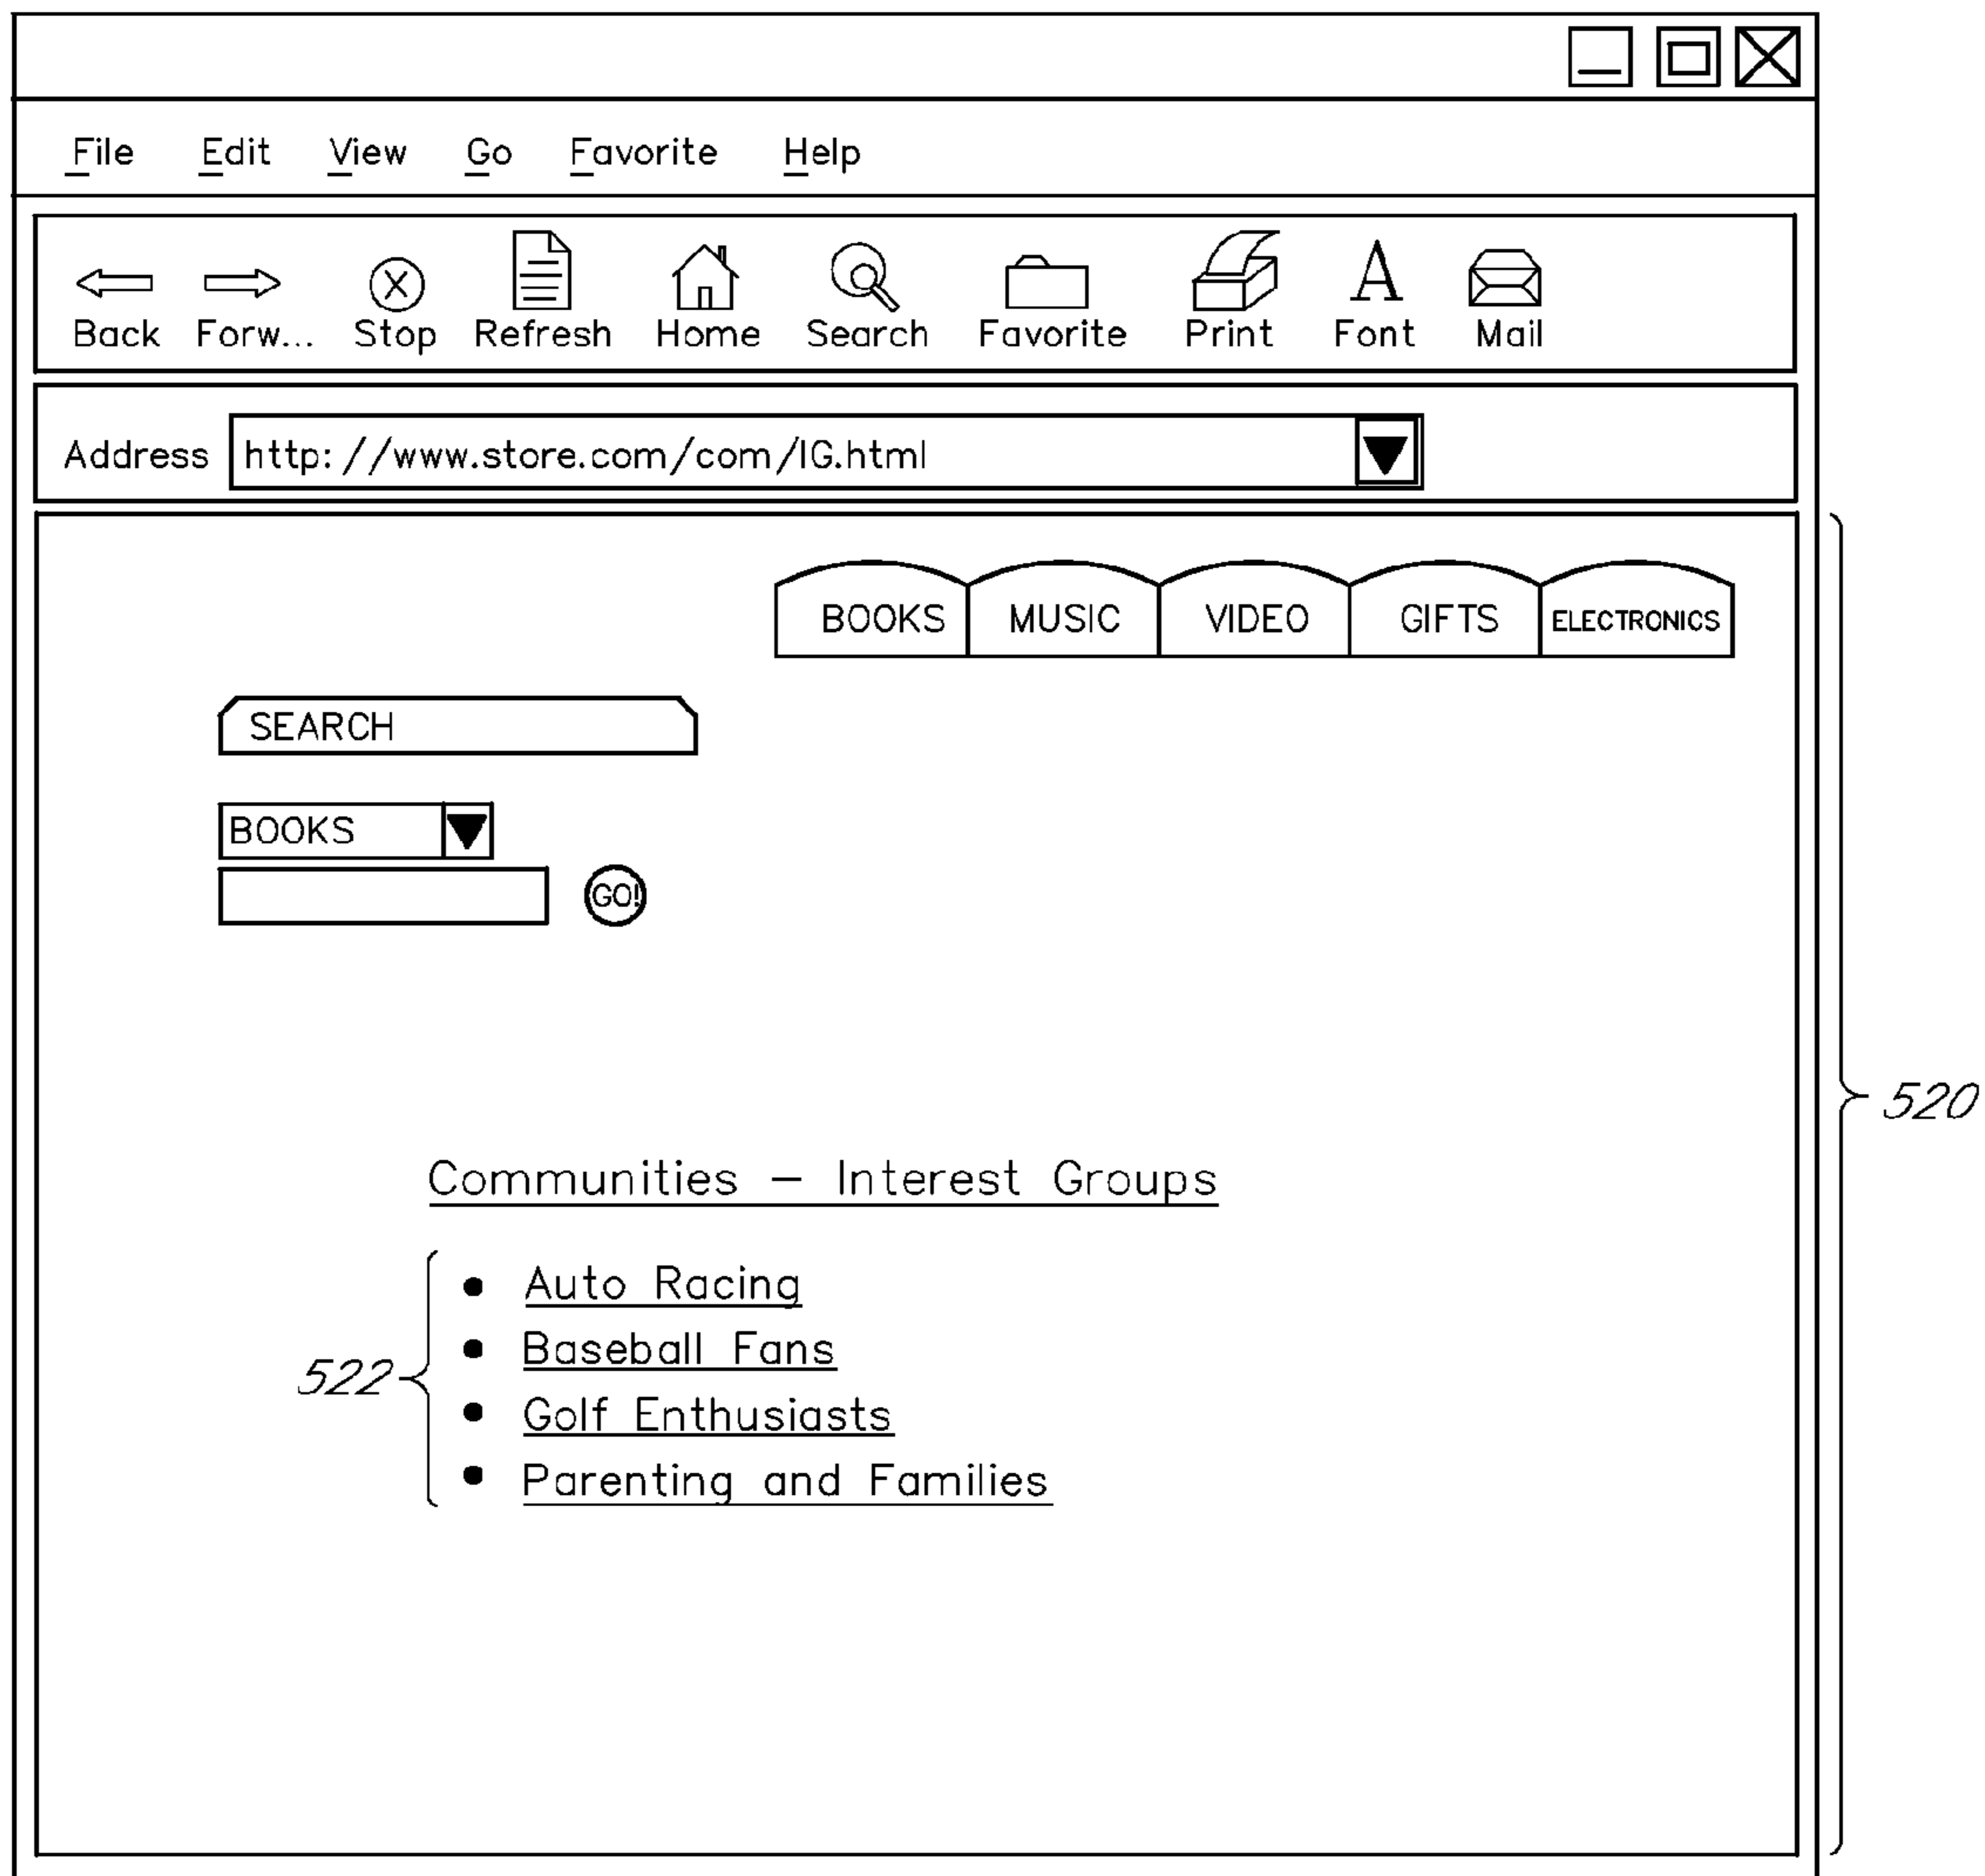 File Edit View Go Favorite Help
Back Forw... Stop Refresh Home Search Favorite Print Font Mail
Address http://www.store.com/com/IG.html
BOOKS MUSIC VIDEO GIFTS ELECTRONICS
SEARCH
BOOKS
GO!
520
Communities – Interest Groups
• Auto Racing
• Baseball Fans
522
• Golf Enthusiasts
• Parenting and Families